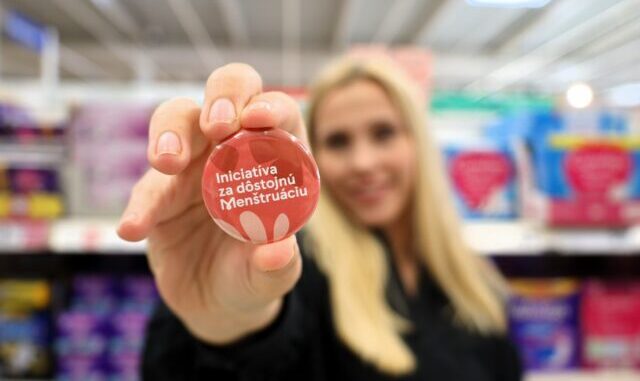 Iniciatíva
za dôstojnú
Menštruáciu